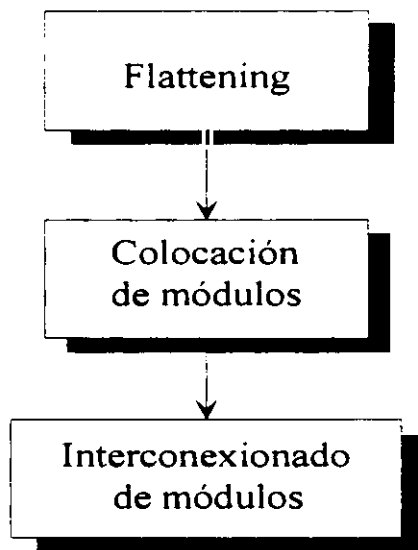 Flattening
Colocación
de módulos
Interconexionado
de módulos